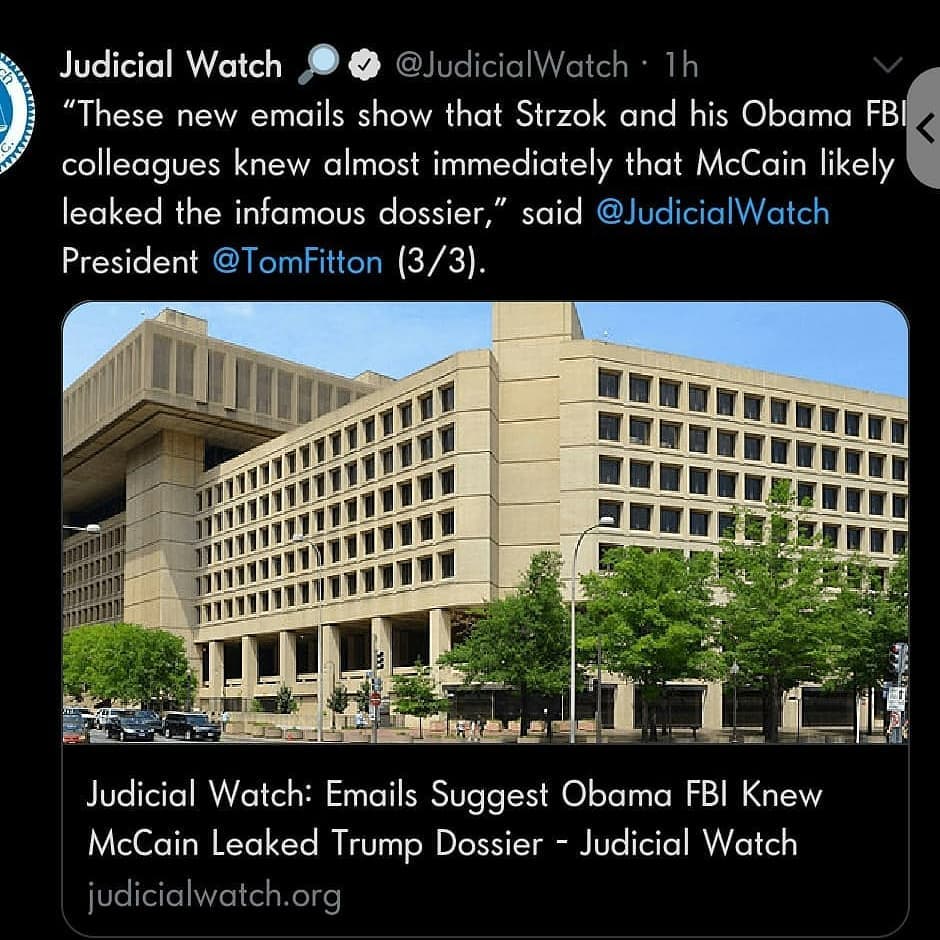 Judicial Watch 🔎 @JudicialWatch · 1h
“These new emails show that Strzok and his Obama FBI
colleagues knew almost immediately that McCain likely
leaked the infamous dossier,” said @JudicialWatch
President @TomFitton (3/3).
Judicial Watch: Emails Suggest Obama FBI Knew
McCain Leaked Trump Dossier - Judicial Watch
judicialwatch.org